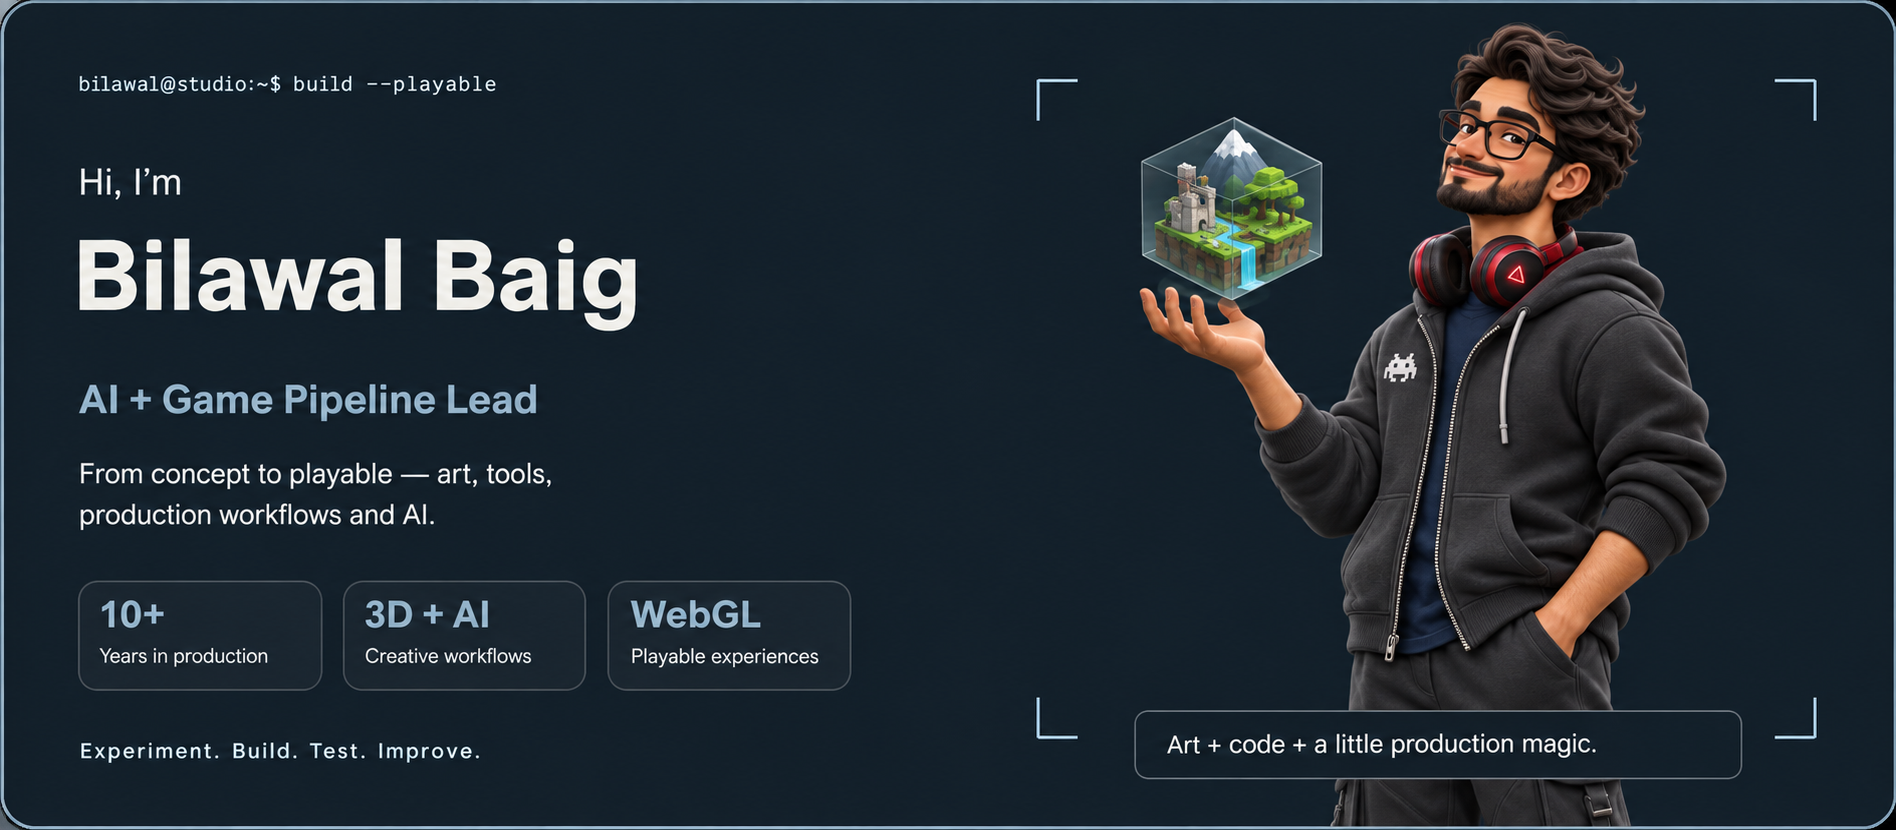 bilawal@studio:~$ build --playable
Hi, I’m
Bilawal Baig
AI + Game Pipeline Lead
From concept to playable — art, tools,
production workflows and AI.
10+
Years in production
3D + AI
Creative workflows
WebGL
Playable experiences
Experiment. Build. Test. Improve.
Art + code + a little production magic.